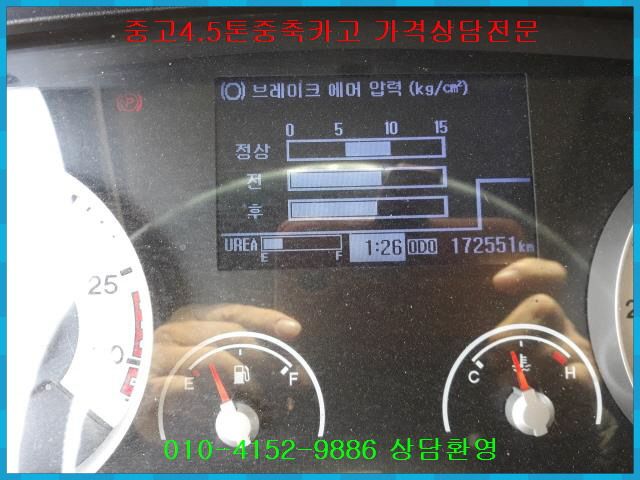 중고4.5톤중축카고 가격상담전문
(O) 브레이크 에어 압력 (kg/cm²)
0 5 10 15
정상
전
후
UREA E F 1:26 ODO 172551 km
25
E F C H
010-4152-9886 상담환영